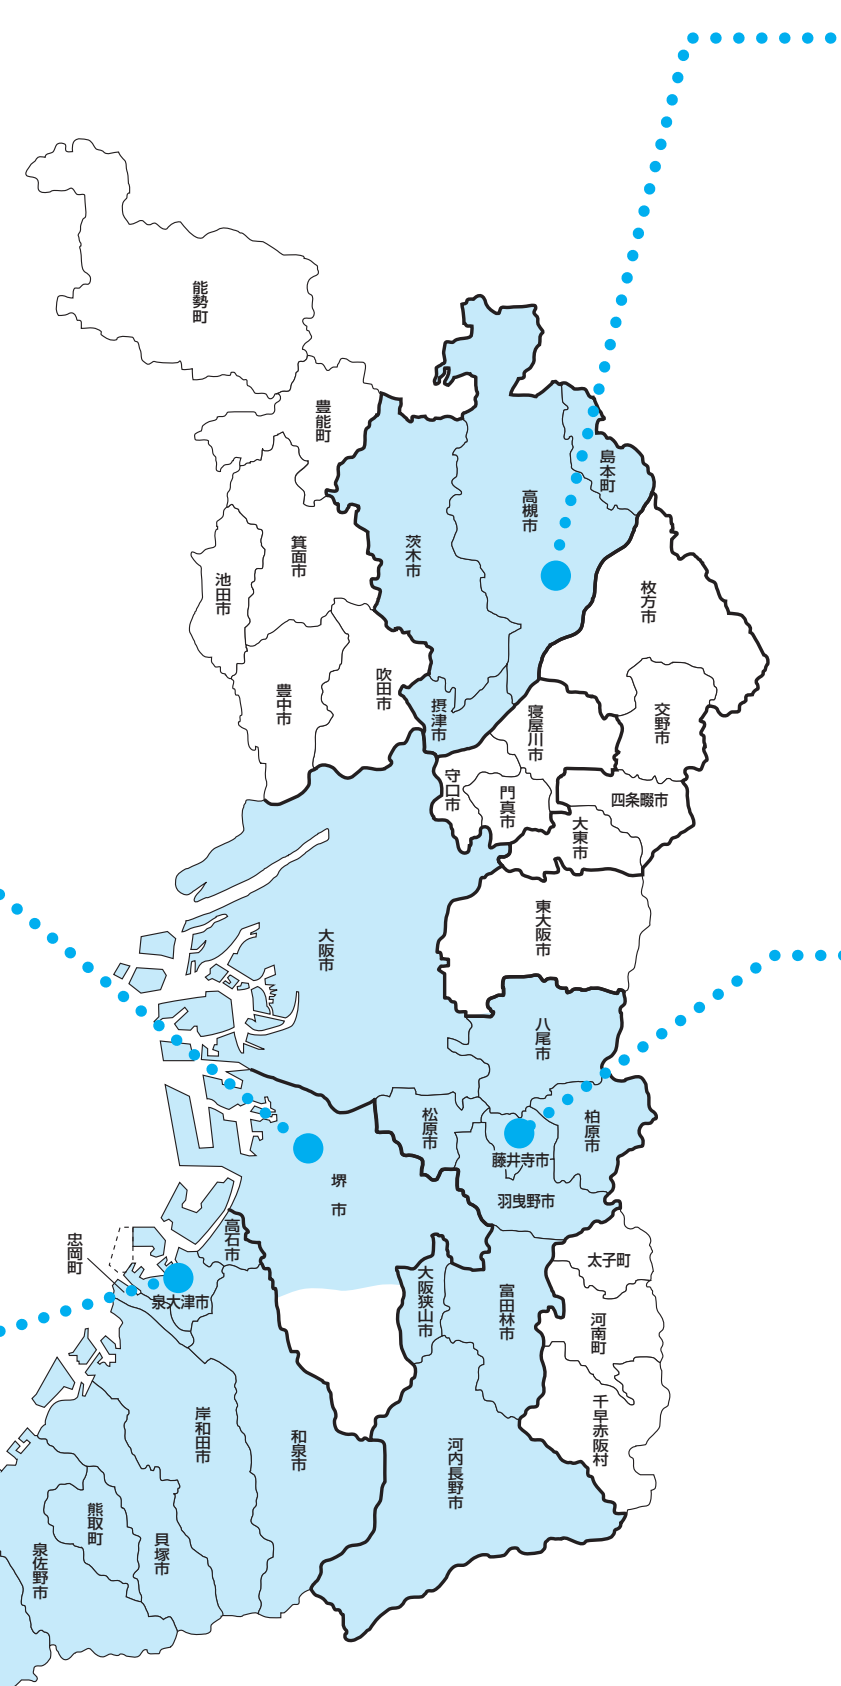 能勢町
豊能町
島本町
高槻市
茨木市
箕面市
池田市
枚方市
吹田市
豊中市
摂津市
交野市
寝屋川市
守口市
門真市
四条畷市
大東市
東大阪市
大阪市
八尾市
松原市
柏原市
藤井寺市
堺市
羽曳野市
高石市
忠岡町
太子町
泉大津市
大阪狭山市
富田林市
河南町
千早赤阪村
岸和田市
和泉市
河内長野市
熊取町
貝塚市
泉佐野市